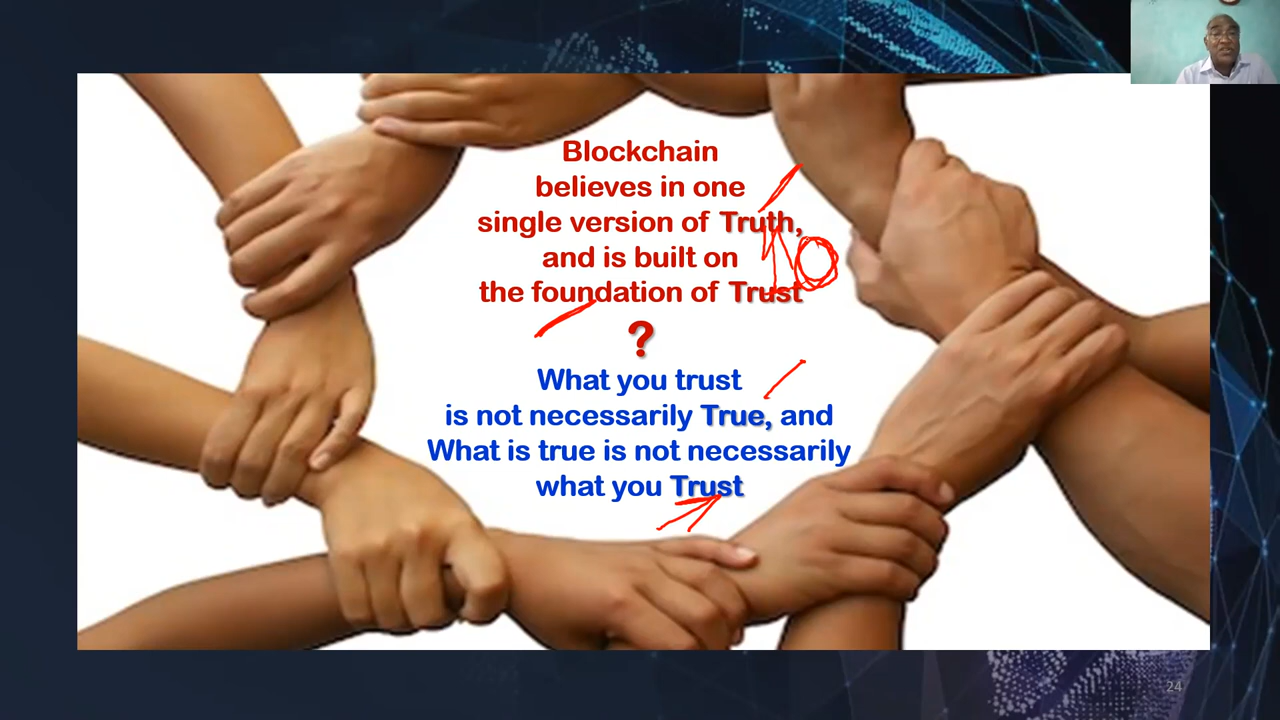 Blockchain
believes in one
single version of Truth,
and is built on
the foundation of Trust
?
What you trust
is not necessarily True, and
What is true is not necessarily
what you Trust
24